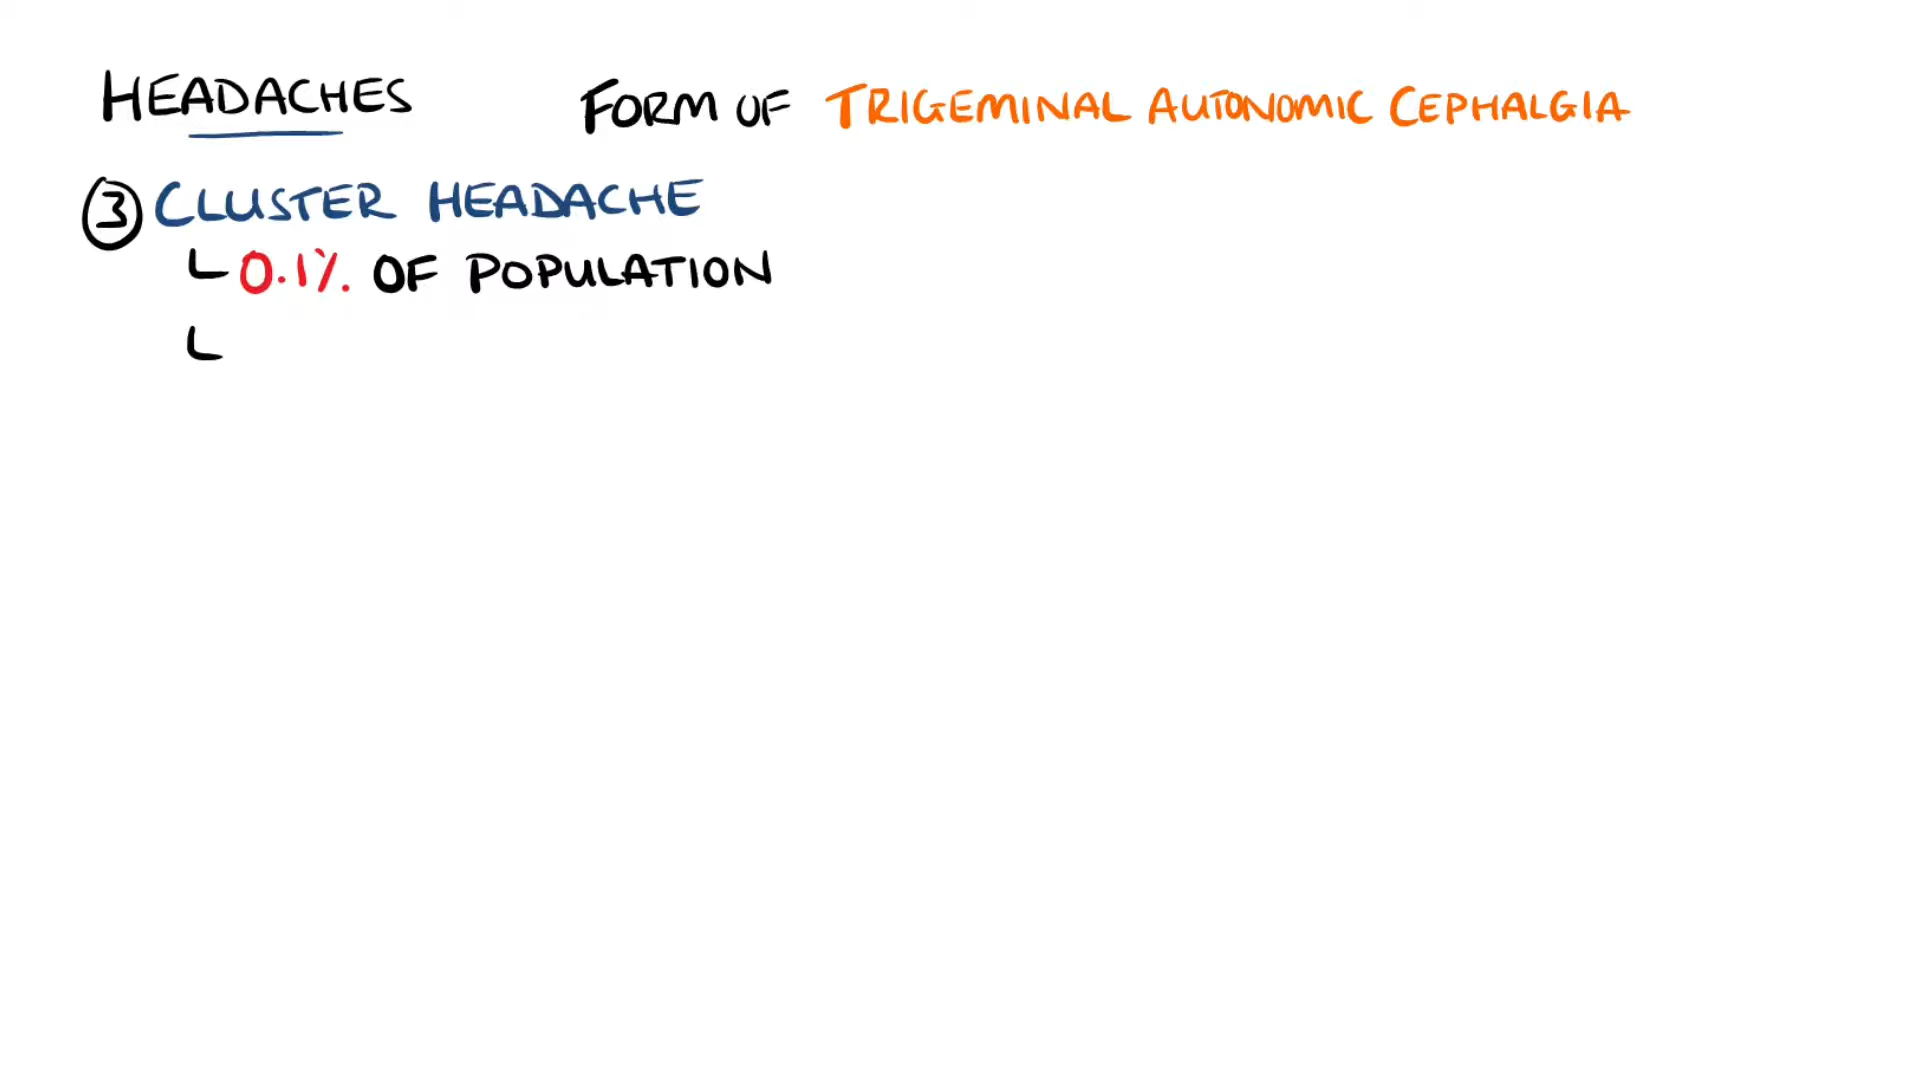 HEADACHES
FORM OF TRIGEMINAL AUTONOMIC CEPHALGIA
3 CLUSTER HEADACHE
0.1% OF POPULATION